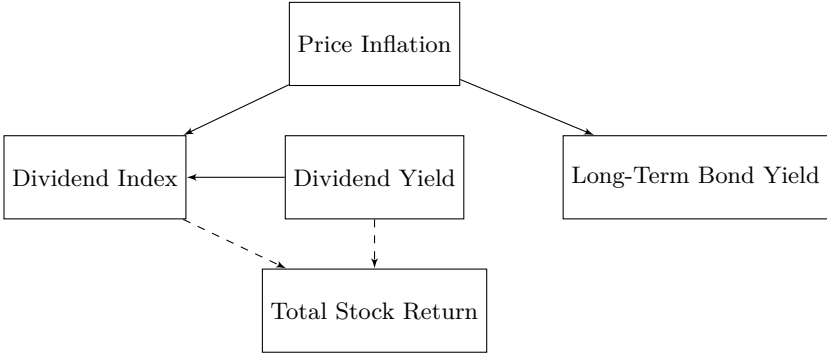 Price Inflation
Dividend Index
Dividend Yield
Long-Term Bond Yield
Total Stock Return